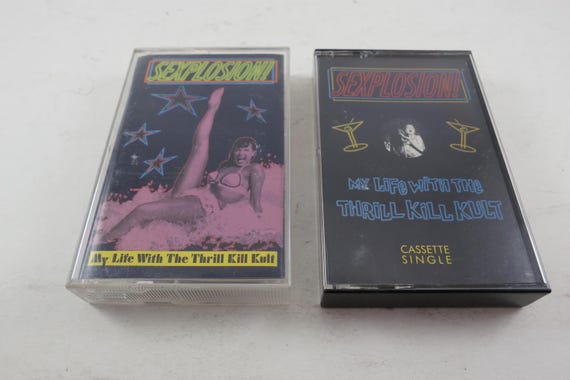 SEXPLOSION!
My Life With The Thrill Kill Kult
SEXPLOSION!
MY LIFE WITH THE
THRILL KILL KULT
CASSETTE
SINGLE